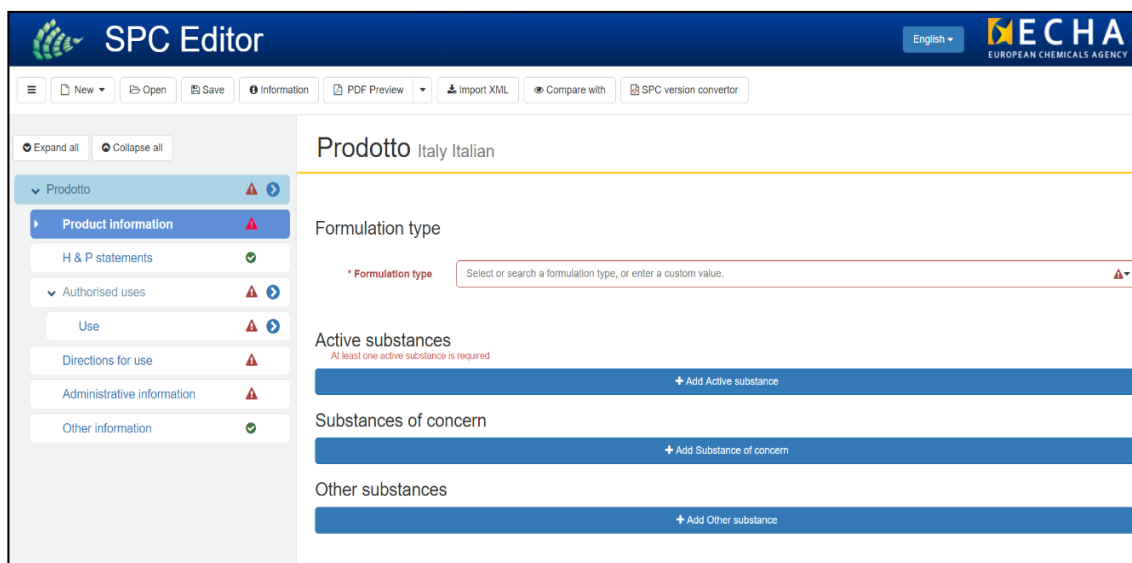 SPC Editor
English
ECHA
EUROPEAN CHEMICALS AGENCY
New Open Save Information PDF Preview Import XML Compare with SPC version convertor
Expand all Collapse all
Prodotto Italy Italian
Prodotto
Product information
H & P statements
Authorised uses
Use
Directions for use
Administrative information
Other information
Formulation type
* Formulation type Select or search a formulation type, or enter a custom value.
Active substances
At least one active substance is required
+ Add Active substance
Substances of concern
+ Add Substance of concern
Other substances
+ Add Other substance